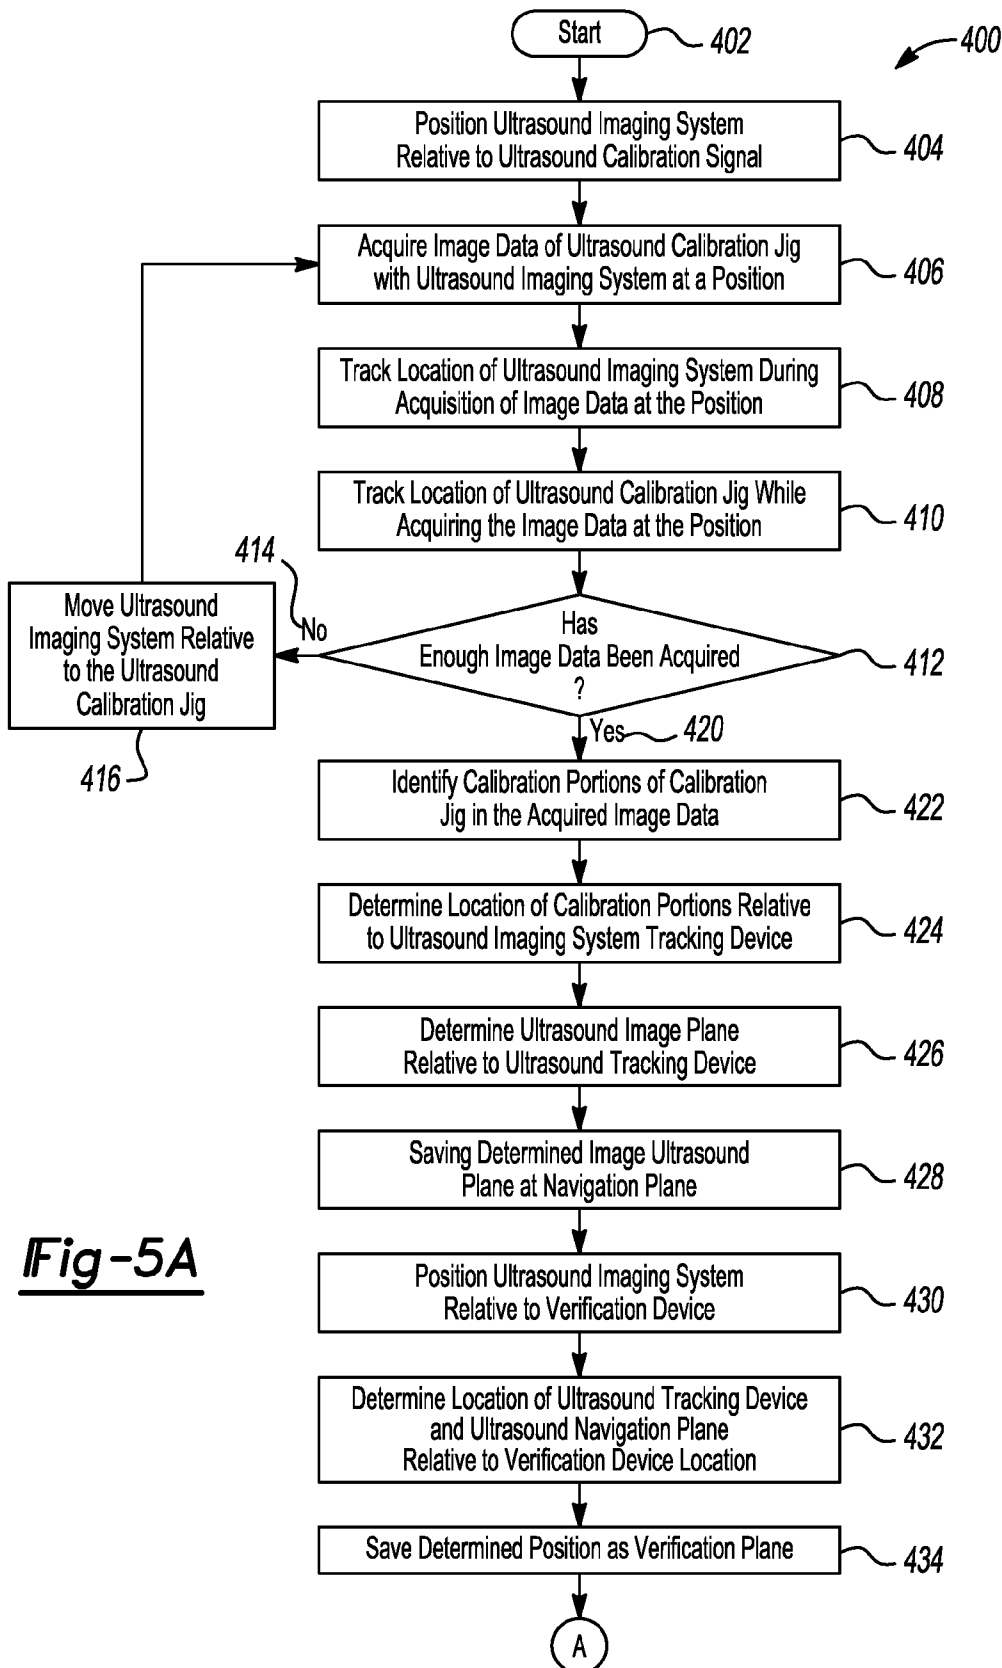 Start
402
400
Position Ultrasound Imaging System
Relative to Ultrasound Calibration Signal
404
Acquire Image Data of Ultrasound Calibration Jig
with Ultrasound Imaging System at a Position
406
Track Location of Ultrasound Imaging System During
Acquisition of Image Data at the Position
408
Track Location of Ultrasound Calibration Jig While
Acquiring the Image Data at the Position
410
414
No
Move Ultrasound
Imaging System Relative
to the Ultrasound
Calibration Jig
416
Has
Enough Image Data Been Acquired
?
412
Yes
420
Identify Calibration Portions of Calibration
Jig in the Acquired Image Data
422
Determine Location of Calibration Portions Relative
to Ultrasound Imaging System Tracking Device
424
Determine Ultrasound Image Plane
Relative to Ultrasound Tracking Device
426
Saving Determined Image Ultrasound
Plane at Navigation Plane
428
Fig-5A
Position Ultrasound Imaging System
Relative to Verification Device
430
Determine Location of Ultrasound Tracking Device
and Ultrasound Navigation Plane
Relative to Verification Device Location
432
Save Determined Position as Verification Plane
434
A